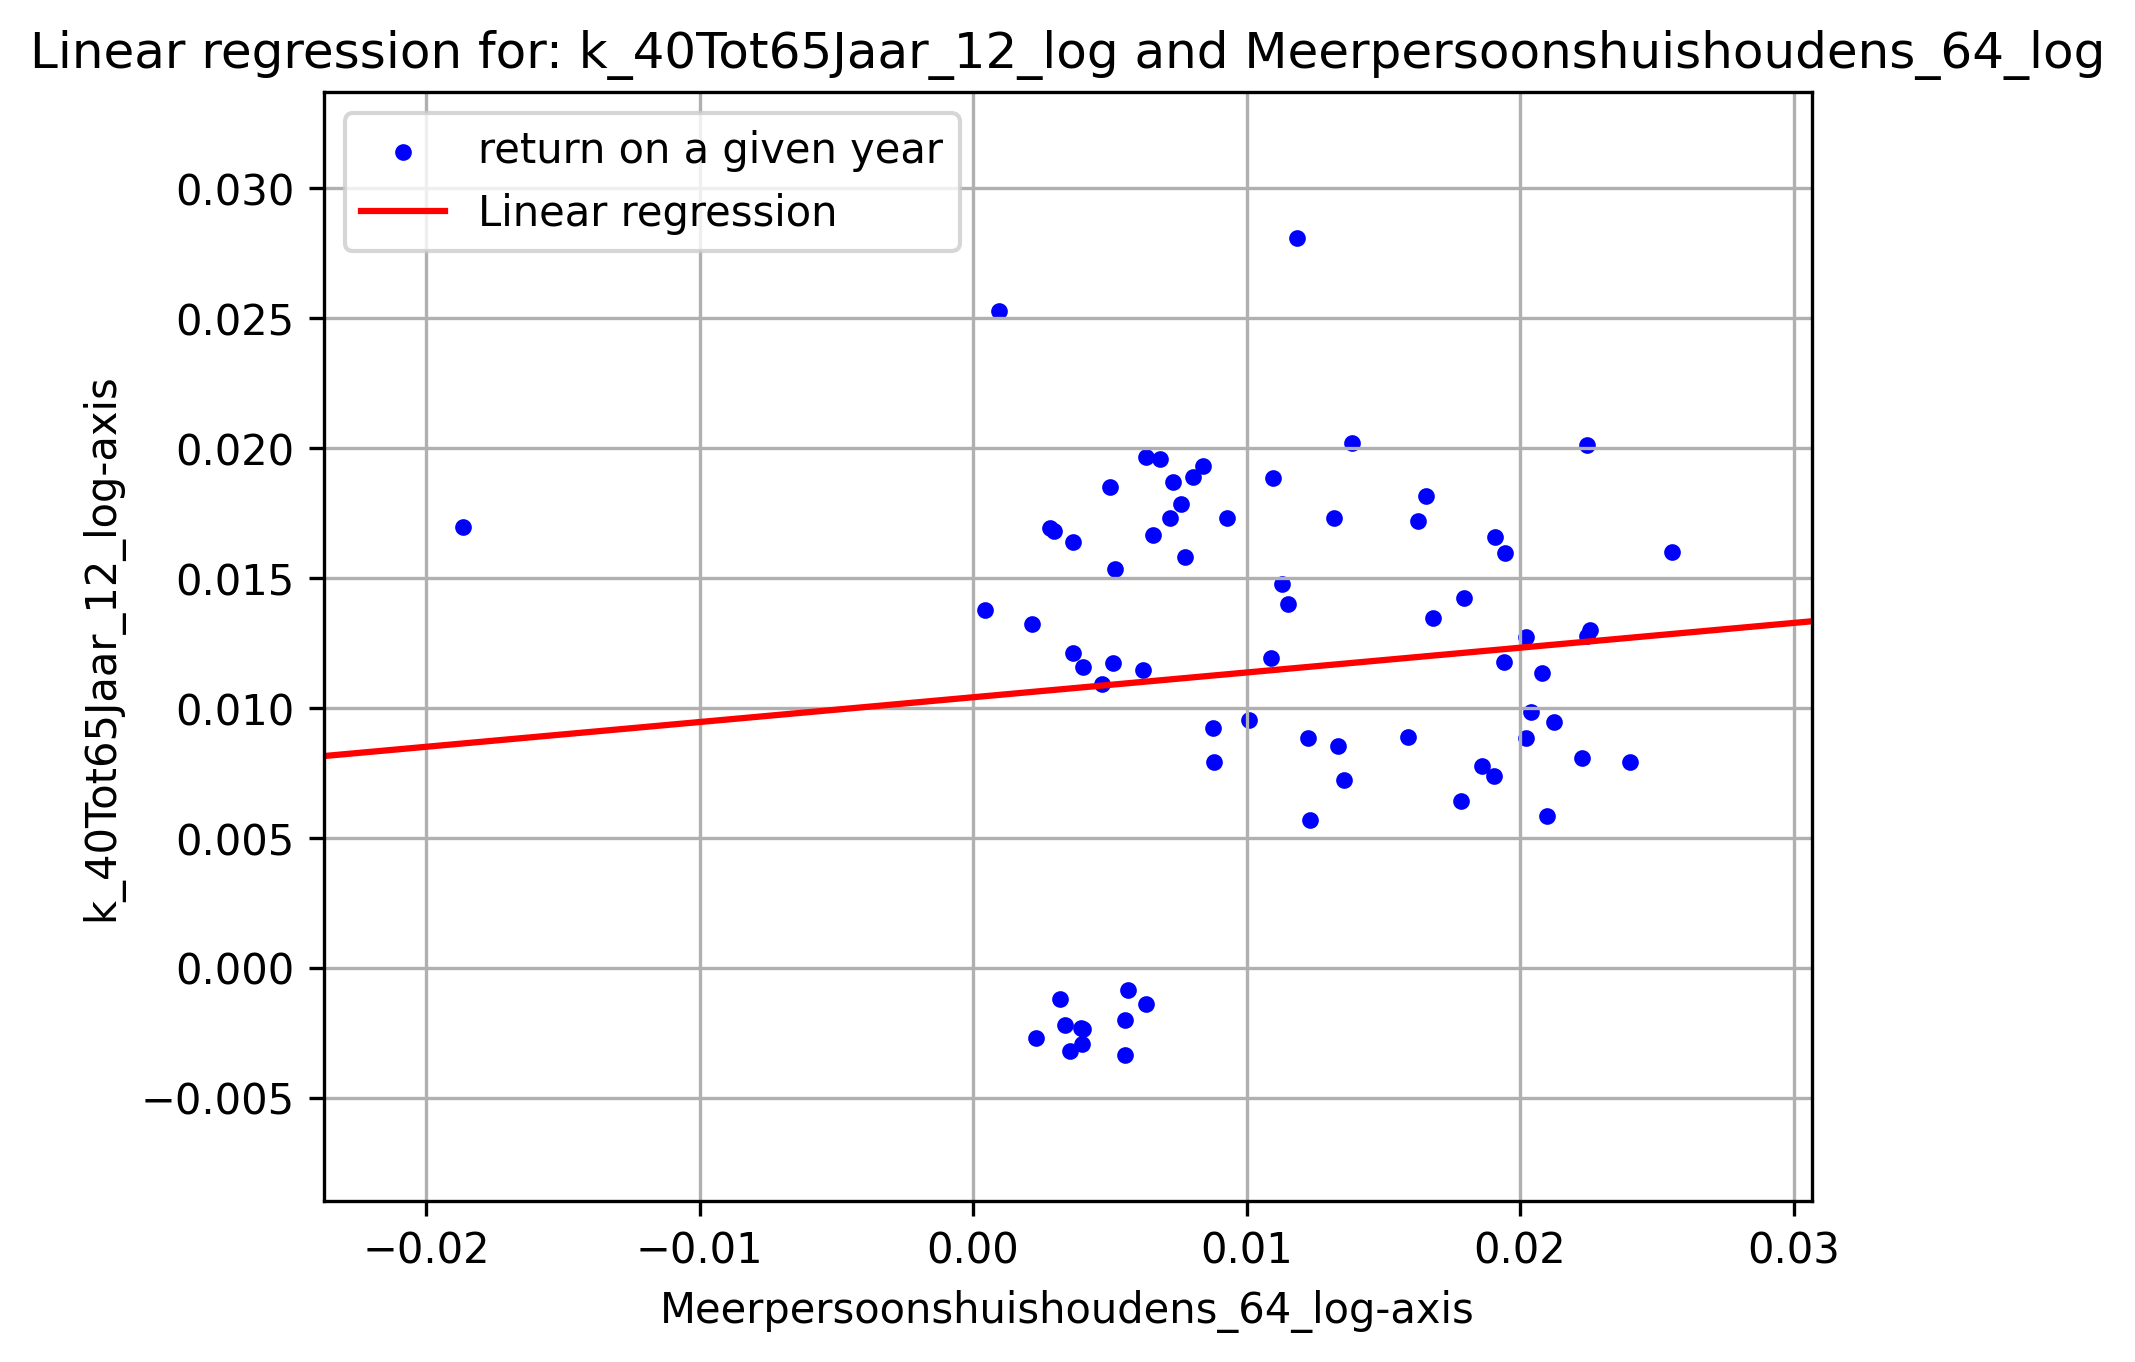 Linear regression for: k_40Tot65Jaar_12_log and Meerpersoonshuishoudens_64_log
return on a given year
Linear regression
0.030
0.025
0.020
0.015
0.010
0.005
0.000
−0.005
k_40Tot65Jaar_12_log-axis
−0.02
−0.01
0.00
0.01
0.02
0.03
Meerpersoonshuishoudens_64_log-axis